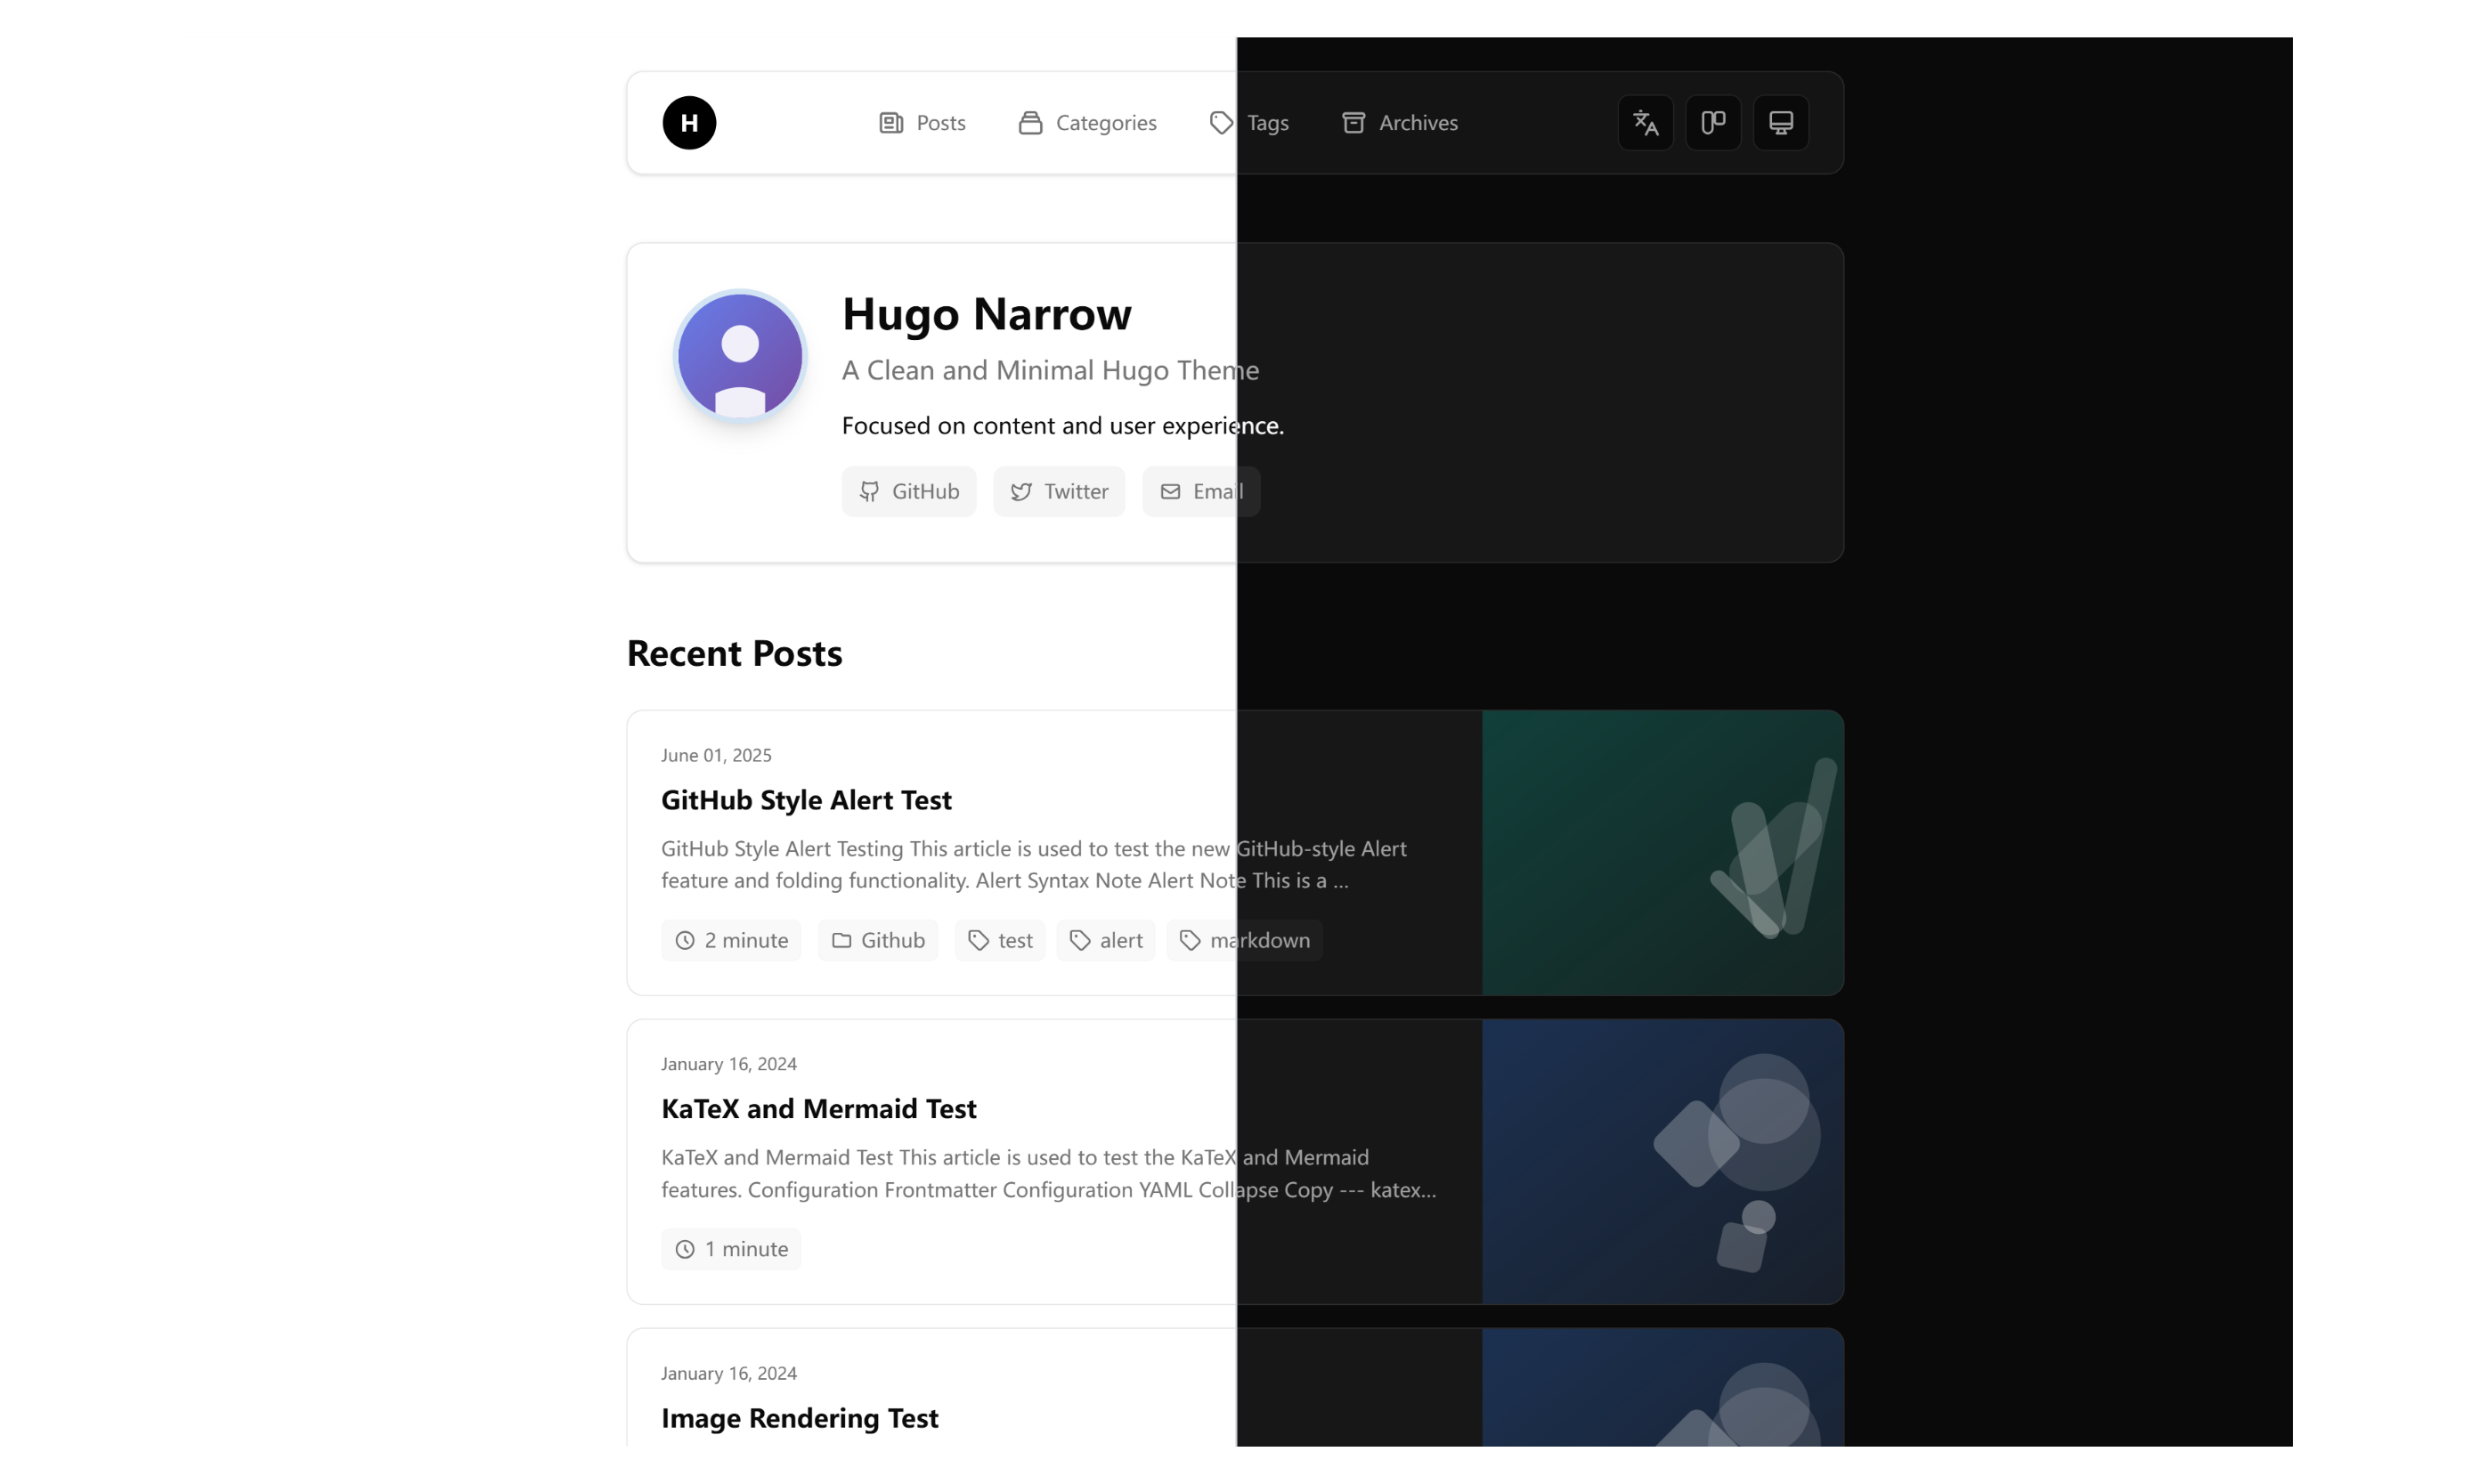 H Posts Categories Tags Archives
Hugo Narrow
A Clean and Minimal Hugo Theme
Focused on content and user experience.
GitHub Twitter Email
Recent Posts
June 01, 2025
GitHub Style Alert Test
GitHub Style Alert Testing This article is used to test the new GitHub-style Alert
feature and folding functionality. Alert Syntax Note Alert Note This is a ...
2 minute Github test alert markdown
January 16, 2024
KaTeX and Mermaid Test
KaTeX and Mermaid Test This article is used to test the KaTeX and Mermaid
features. Configuration Frontmatter Configuration YAML Collapse Copy --- katex...
1 minute
January 16, 2024
Image Rendering Test